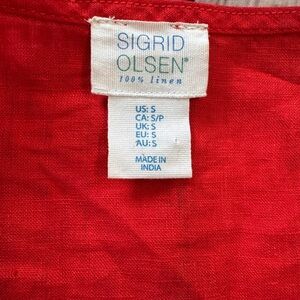 SIGRID
OLSEN®
100% linen
US: S
CA: S/P
UK: S
EU: S
AU: S
MADE IN
INDIA